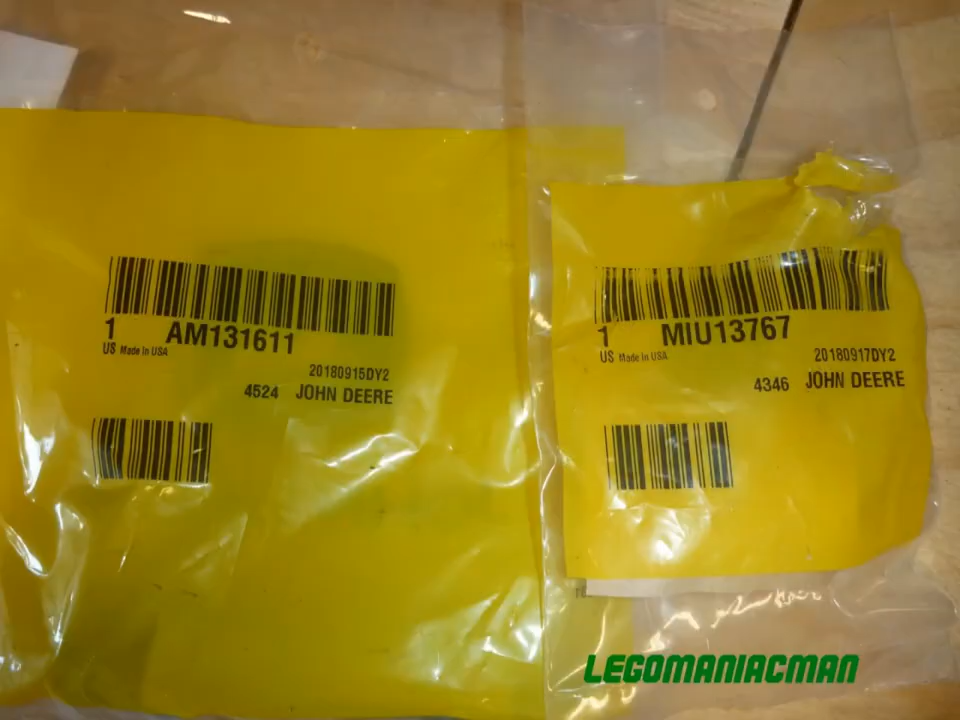 1 AM131611
US Made In USA
20180915DY2
4524 JOHN DEERE
1 MIU13767
US Made In USA
20180917DY2
4346 JOHN DEERE
LEGOMANIACMAN